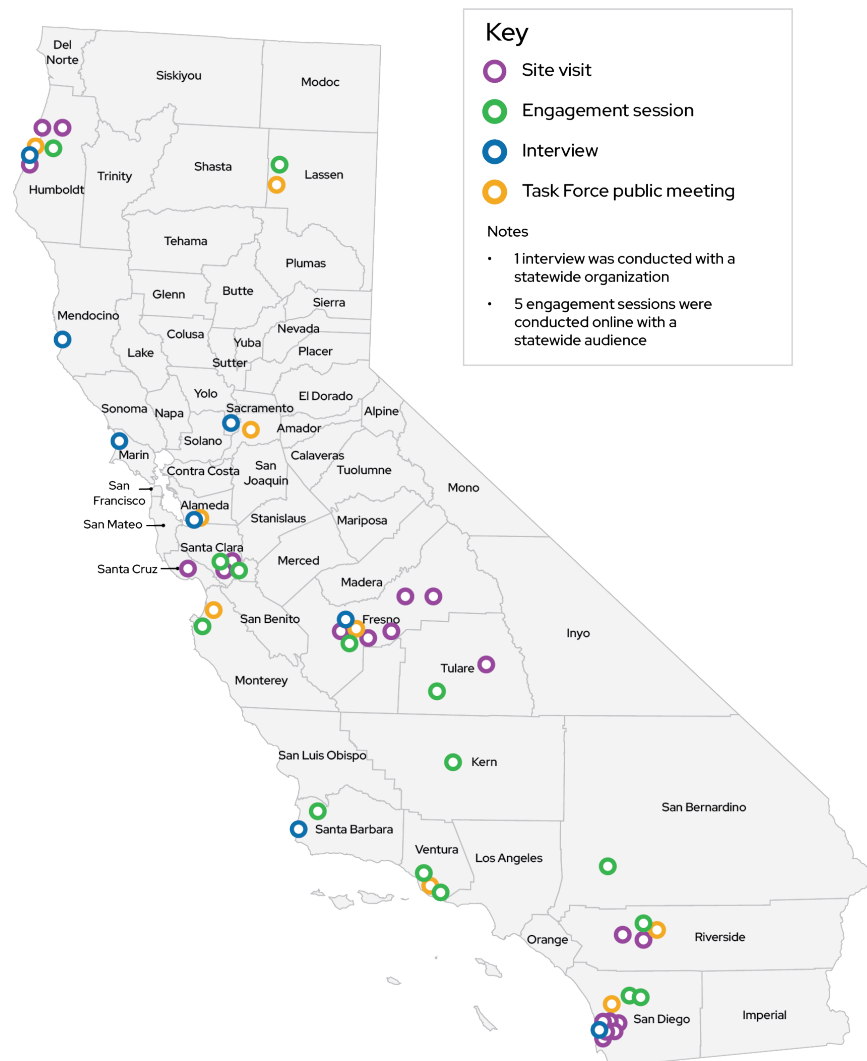 Key
Site visit
Engagement session
Interview
Task Force public meeting
Notes
• 1 interview was conducted with a
statewide organization
• 5 engagement sessions were
conducted online with a
statewide audience
Del
Norte
Siskiyou
Modoc
Humboldt
Trinity
Shasta
Lassen
Tehama
Plumas
Glenn
Butte
Sierra
Mendocino
Colusa
Yuba
Nevada
Lake
Sutter
Placer
Yolo
El Dorado
Sonoma
Napa
Sacramento
Alpine
Solano
Amador
Marin
Contra Costa
San
Joaquin
Calaveras
Tuolumne
Mono
San
Francisco
Alameda
San Mateo
Stanislaus
Mariposa
Santa Clara
Santa Cruz
Merced
Madera
San Benito
Fresno
Inyo
Monterey
Tulare
San Luis Obispo
Kern
San Bernardino
Santa Barbara
Ventura
Los Angeles
Orange
Riverside
San Diego
Imperial